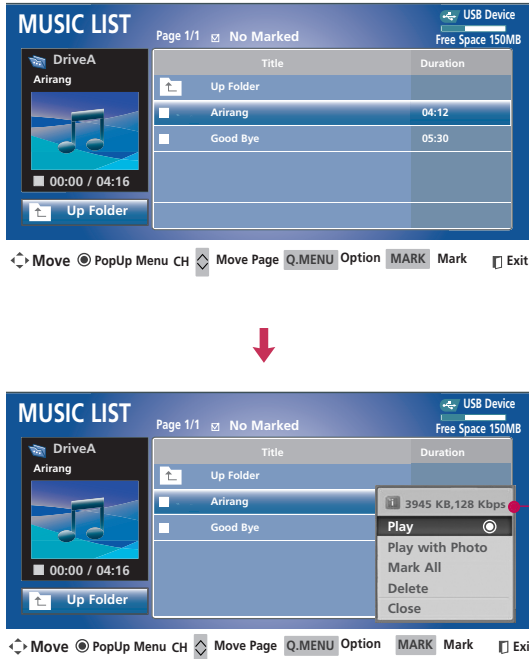 MUSIC LIST
Page 1/1 No Marked
USB Device
Free Space 150MB
DriveA
Arirang
00:00 / 04:16
Up Folder
Title Duration
Up Folder
Arirang 04:12
Good Bye 05:30
Move PopUp Menu CH Move Page Q.MENU Option MARK Mark Exit
MUSIC LIST
Page 1/1 No Marked
USB Device
Free Space 150MB
DriveA
Arirang
00:00 / 04:16
Up Folder
Title Duration
Up Folder
Arirang
Good Bye
3945 KB,128 Kbps
Play
Play with Photo
Mark All
Delete
Close
Move PopUp Menu CH Move Page Q.MENU Option MARK Mark Exi